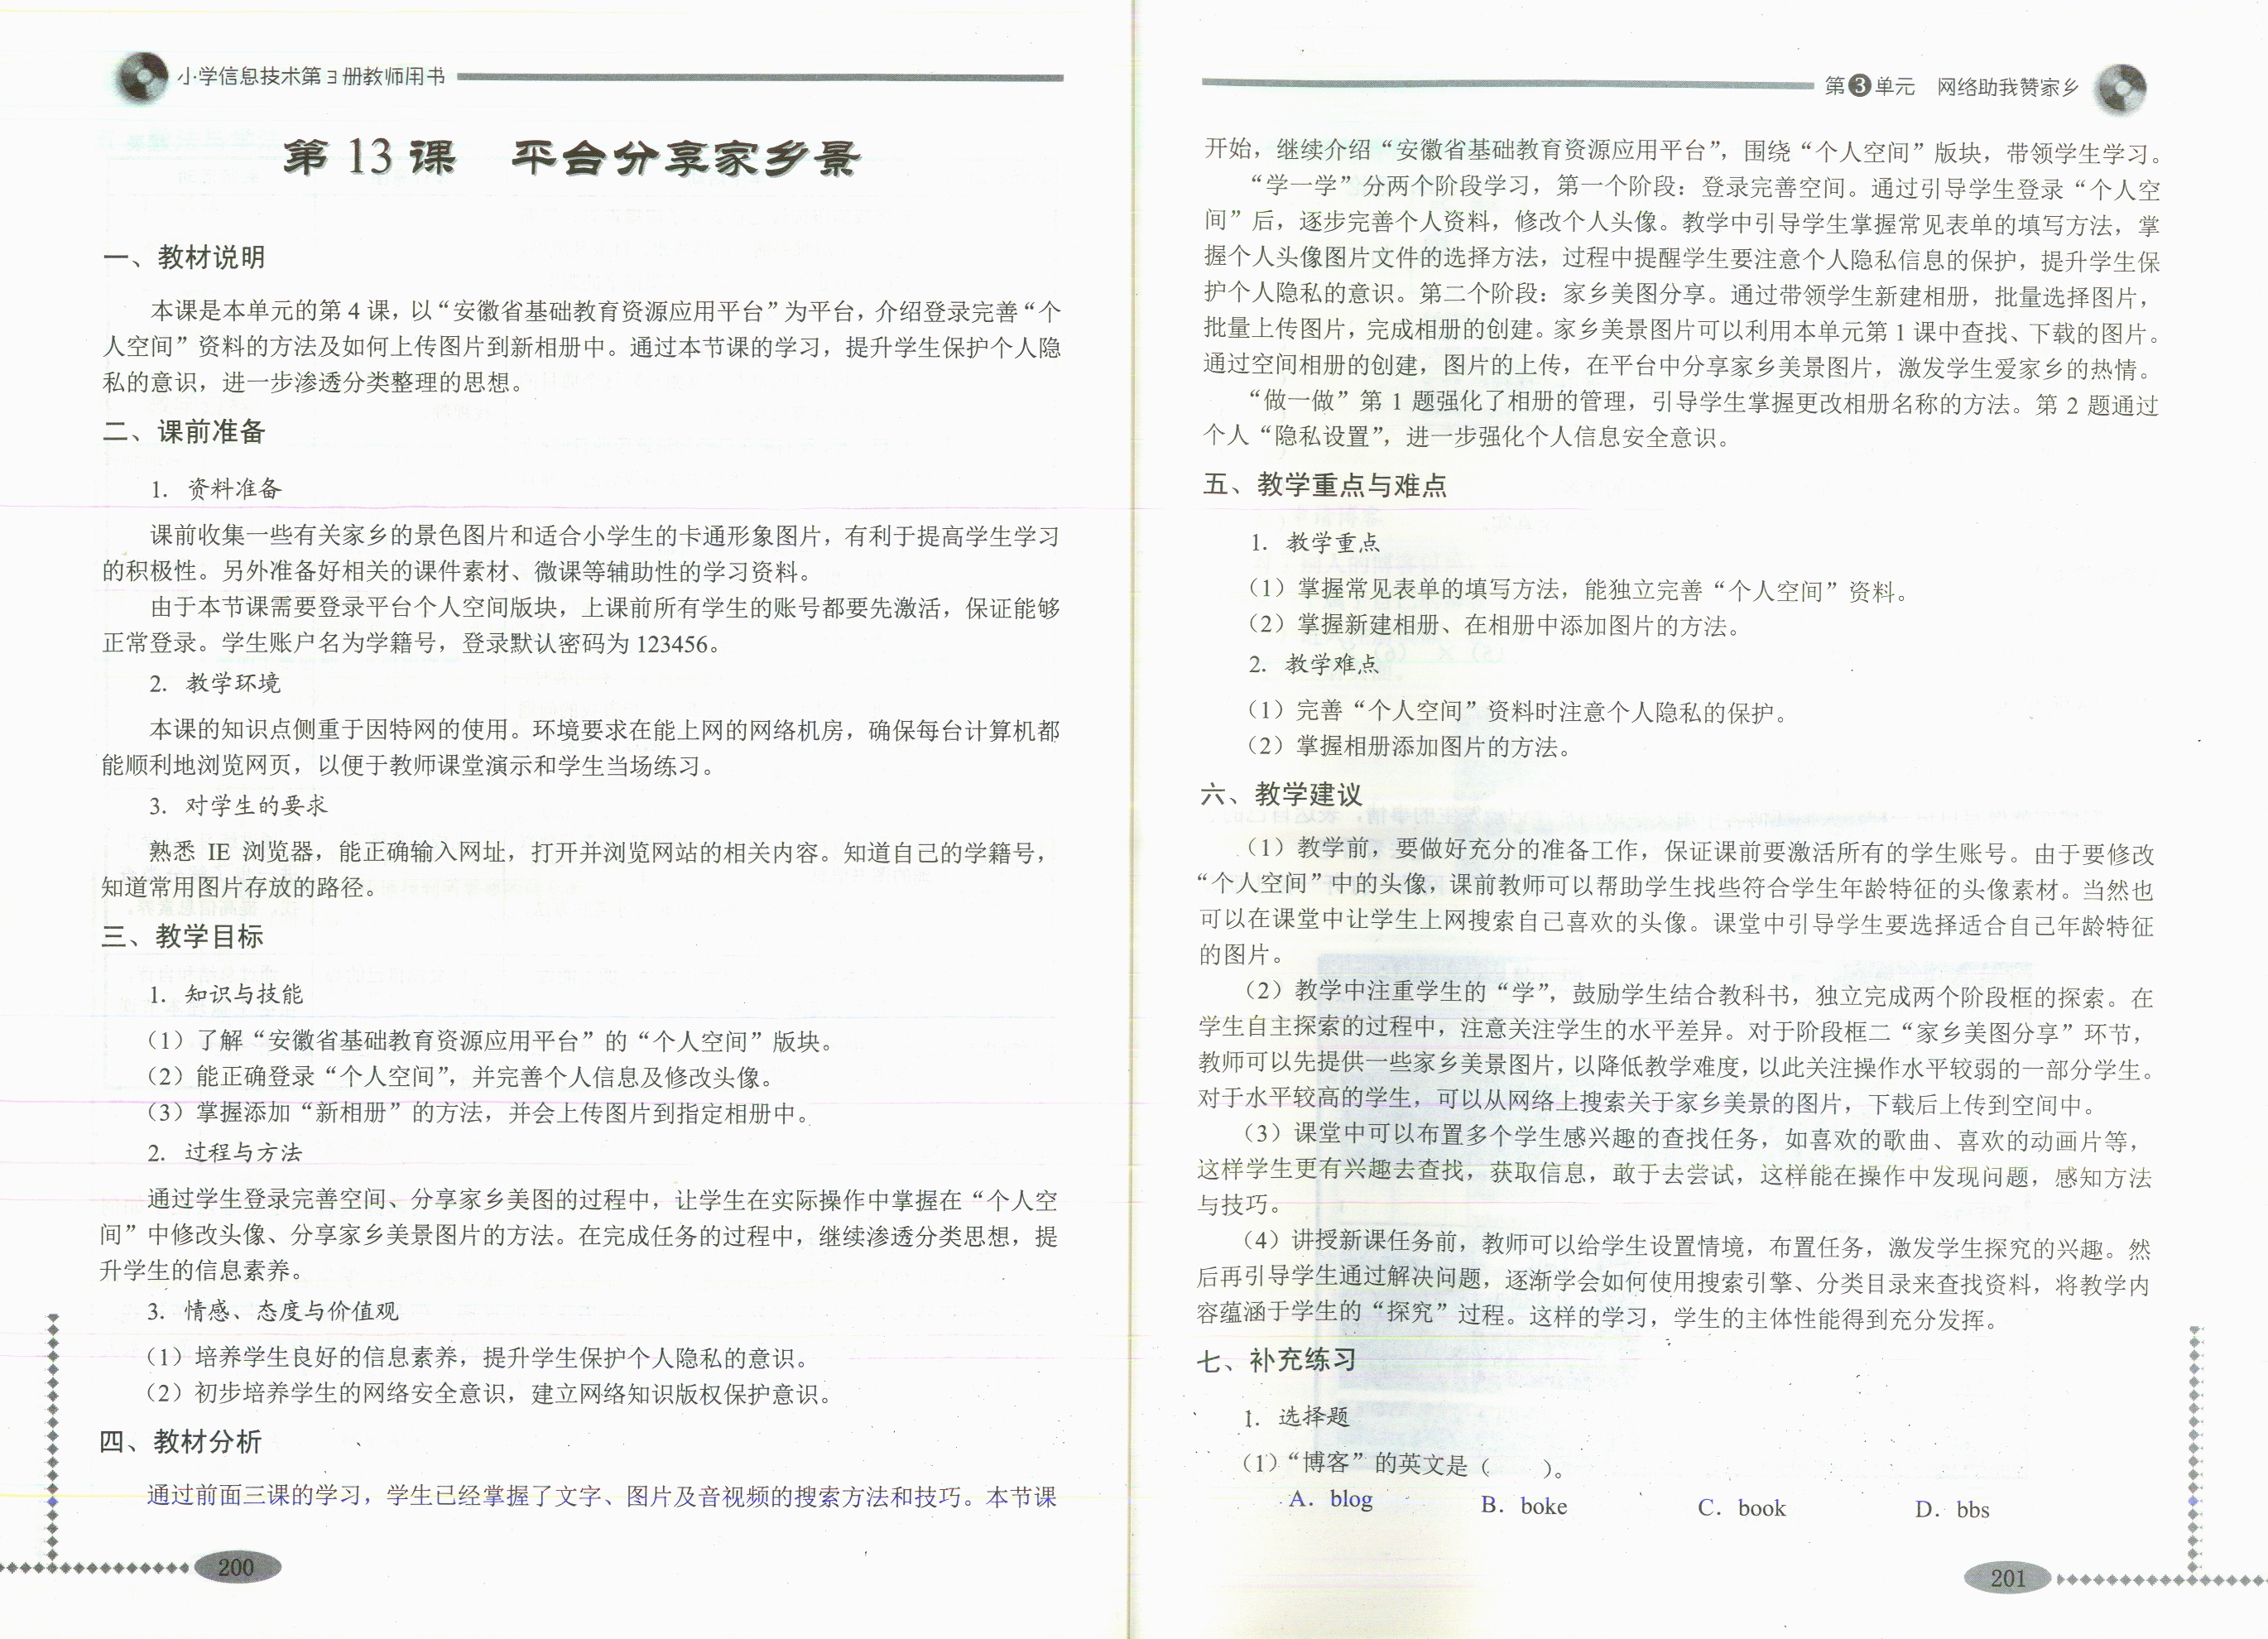 小学信息技术第3册教师用书
第 13 课　平台分享家乡景
一、教材说明
本课是本单元的第 4 课，以“安徽省基础教育资源应用平台”为平台，介绍登录完善“个
人空间”资料的方法及如何上传图片到新相册中。通过本节课的学习，提升学生保护个人隐
私的意识，进一步渗透分类整理的思想。
二、课前准备
1. 资料准备
课前收集一些有关家乡的景色图片和适合小学生的卡通形象图片，有利于提高学生学习
的积极性。另外准备好相关的课件素材、微课等辅助性的学习资料。
由于本节课需要登录平台个人空间版块，上课前所有学生的账号都要先激活，保证能够
正常登录。学生账户名为学籍号，登录默认密码为 123456。
2. 教学环境
本课的知识点侧重于因特网的使用。环境要求在能上网的网络机房，确保每台计算机都
能顺利地浏览网页，以便于教师课堂演示和学生当场练习。
3. 对学生的要求
熟悉 IE 浏览器，能正确输入网址，打开并浏览网站的相关内容。知道自己的学籍号，
知道常用图片存放的路径。
三、教学目标
1. 知识与技能
（1）了解“安徽省基础教育资源应用平台”的“个人空间”版块。
（2）能正确登录“个人空间”，并完善个人信息及修改头像。
（3）掌握添加“新相册”的方法，并会上传图片到指定相册中。
2. 过程与方法
通过学生登录完善空间、分享家乡美图的过程中，让学生在实际操作中掌握在“个人空
间”中修改头像、分享家乡美景图片的方法。在完成任务的过程中，继续渗透分类思想，提
升学生的信息素养。
3. 情感、态度与价值观
（1）培养学生良好的信息素养，提升学生保护个人隐私的意识。
（2）初步培养学生的网络安全意识，建立网络知识版权保护意识。
四、教材分析
通过前面三课的学习，学生已经掌握了文字、图片及音视频的搜索方法和技巧。本节课
200
第3单元　网络助我赞家乡
开始，继续介绍“安徽省基础教育资源应用平台”，围绕“个人空间”版块，带领学生学习。
“学一学”分两个阶段学习，第一个阶段：登录完善空间。通过引导学生登录“个人空
间”后，逐步完善个人资料，修改个人头像。教学中引导学生掌握常见表单的填写方法，掌
握个人头像图片文件的选择方法，过程中提醒学生要注意个人隐私信息的保护，提升学生保
护个人隐私的意识。第二个阶段：家乡美图分享。通过带领学生新建相册，批量选择图片，
批量上传图片，完成相册的创建。家乡美景图片可以利用本单元第 1 课中查找、下载的图片。
通过空间相册的创建，图片的上传，在平台中分享家乡美景图片，激发学生爱家乡的热情。
“做一做”第 1 题强化了相册的管理，引导学生掌握更改相册名称的方法。第 2 题通过
个人“隐私设置”，进一步强化个人信息安全意识。
五、教学重点与难点
1. 教学重点
（1）掌握常见表单的填写方法，能独立完善“个人空间”资料。
（2）掌握新建相册、在相册中添加图片的方法。
2. 教学难点
（1）完善“个人空间”资料时注意个人隐私的保护。
（2）掌握相册添加图片的方法。
六、教学建议
（1）教学前，要做好充分的准备工作，保证课前要激活所有的学生账号。由于要修改
“个人空间”中的头像，课前教师可以帮助学生找些符合学生年龄特征的头像素材。当然也
可以在课堂中让学生上网搜索自己喜欢的头像。课堂中引导学生要选择适合自己年龄特征
的图片。
（2）教学中注重学生的“学”，鼓励学生结合教科书，独立完成两个阶段框的探索。在
学生自主探索的过程中，注意关注学生的水平差异。对于阶段框二“家乡美图分享”环节，
教师可以先提供一些家乡美景图片，以降低教学难度，以此关注操作水平较弱的一部分学生。
对于水平较高的学生，可以从网络上搜索关于家乡美景的图片，下载后上传到空间中。
（3）课堂中可以布置多个学生感兴趣的查找任务，如喜欢的歌曲、喜欢的动画片等，
这样学生更有兴趣去查找，获取信息，敢于去尝试，这样能在操作中发现问题，感知方法
与技巧。
（4）讲授新课任务前，教师可以给学生设置情境，布置任务，激发学生探究的兴趣。然
后再引导学生通过解决问题，逐渐学会如何使用搜索引擎、分类目录来查找资料，将教学内
容蕴涵于学生的“探究”过程。这样的学习，学生的主体性能得到充分发挥。
七、补充练习
1. 选择题
（1）“博客”的英文是（　　）。
A. blog　B. boke　C. book　D. bbs
201